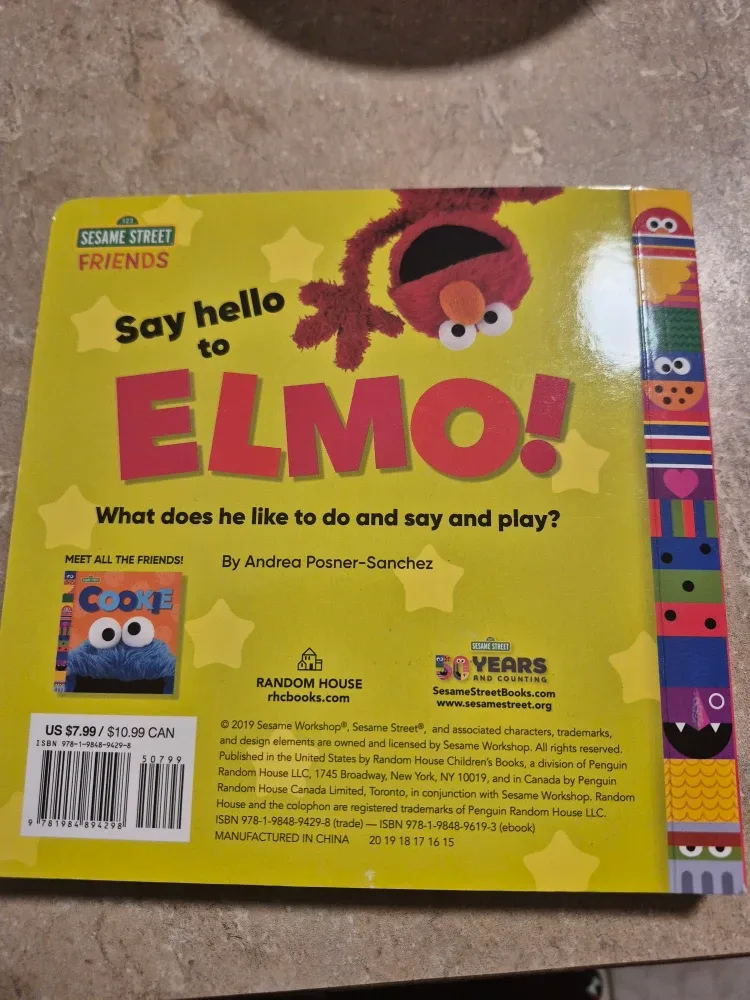 123
SESAME STREET
FRIENDS
Say hello
to
ELMO!
What does he like to do and say and play?
MEET ALL THE FRIENDS!
By Andrea Posner-Sanchez
COOKIE
RANDOM HOUSE
rhcbooks.com
SESAME STREET
50 YEARS
AND COUNTING
SesameStreetBooks.com
www.sesamestreet.org
US $7.99 / $10.99 CAN
ISBN 978-1-9848-9429-8
50799
9 781984 894298
© 2019 Sesame Workshop®, Sesame Street®, and associated characters, trademarks,
and design elements are owned and licensed by Sesame Workshop. All rights reserved.
Published in the United States by Random House Children's Books, a division of Penguin
Random House LLC, 1745 Broadway, New York, NY 10019, and in Canada by Penguin
Random House Canada Limited, Toronto, in conjunction with Sesame Workshop. Random
House and the colophon are registered trademarks of Penguin Random House LLC.
ISBN 978-1-9848-9429-8 (trade) — ISBN 978-1-9848-9619-3 (ebook)
MANUFACTURED IN CHINA 20 19 18 17 16 15